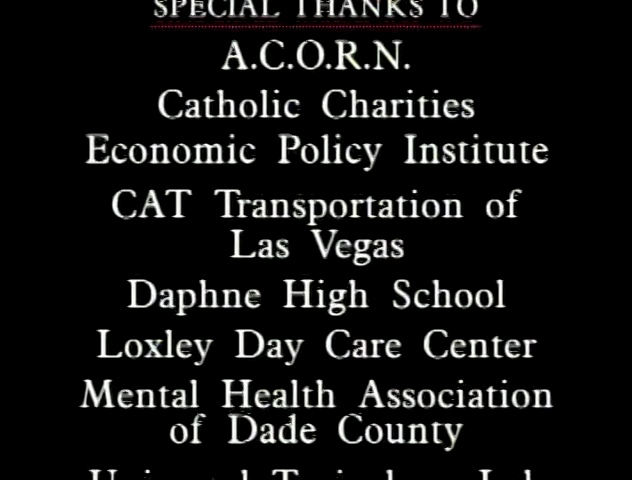 SPECIAL THANKS TO
A.C.O.R.N.
Catholic Charities
Economic Policy Institute
CAT Transportation of
Las Vegas
Daphne High School
Loxley Day Care Center
Mental Health Association
of Dade County